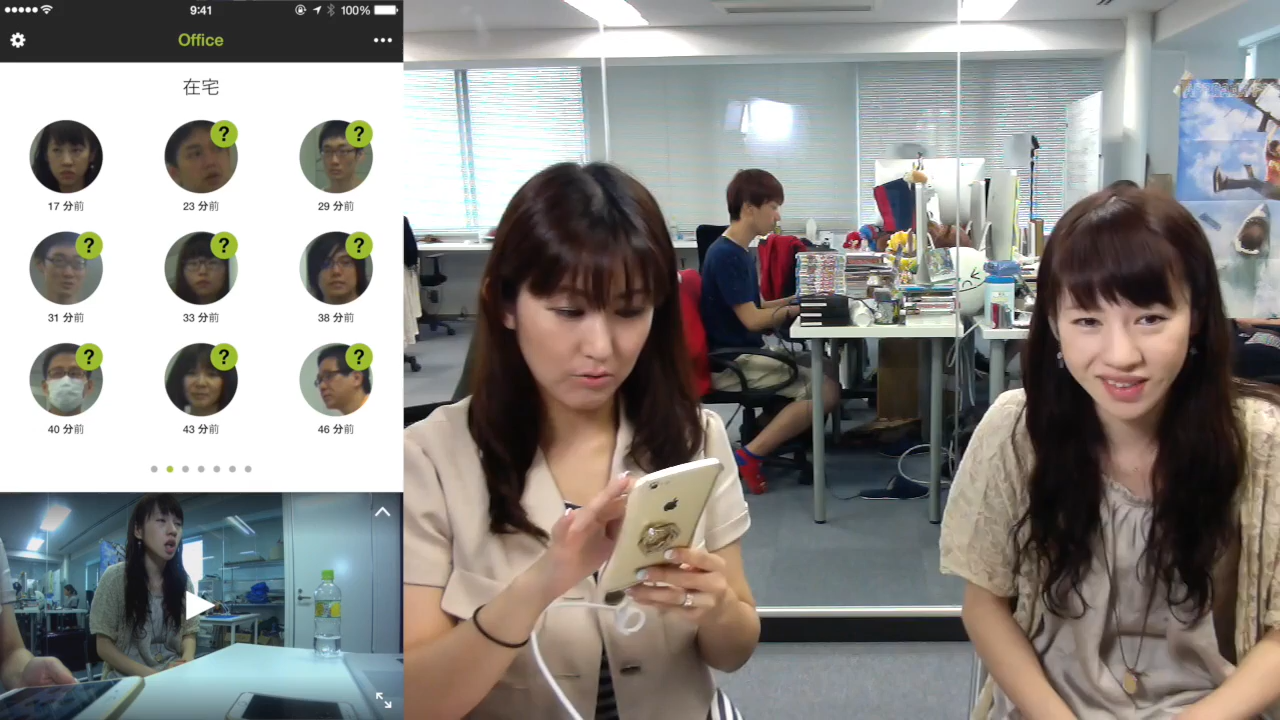 9:41
100%
Office
在宅
?
?
17 分前
23 分前
29 分前
?
?
?
31 分前
33 分前
38 分前
?
?
?
40 分前
43 分前
46 分前